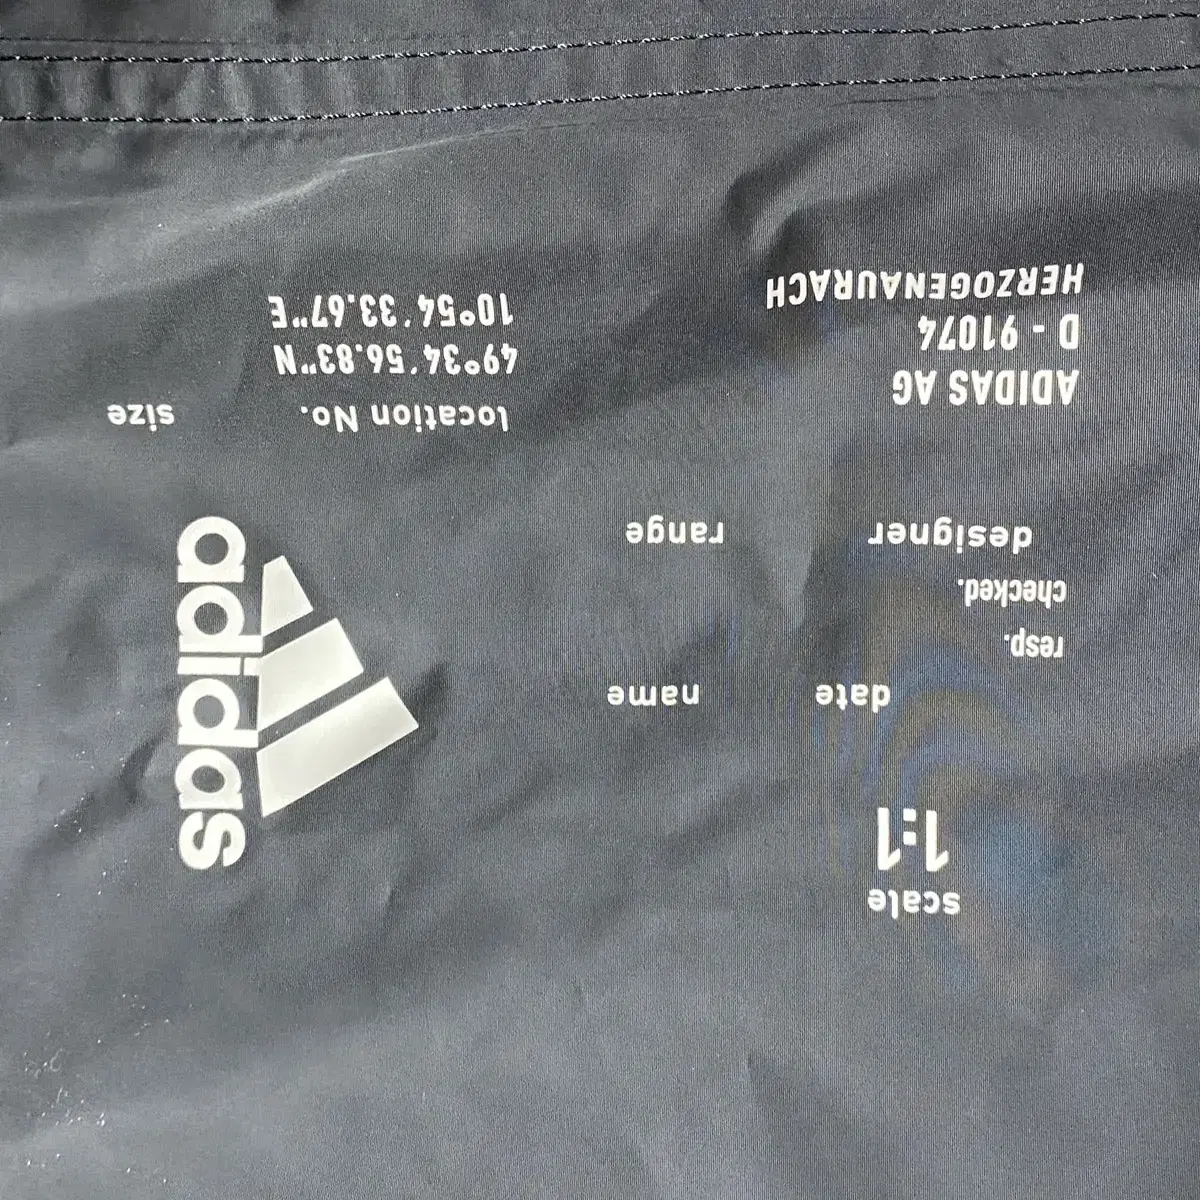 scale
1:1
date
name
resp.
checked.
designer
range
adidas
ADIDAS AG
D - 91074
HERZOGENAURACH
location No.
49°34´56.83"N
10°54´33.67"E
size